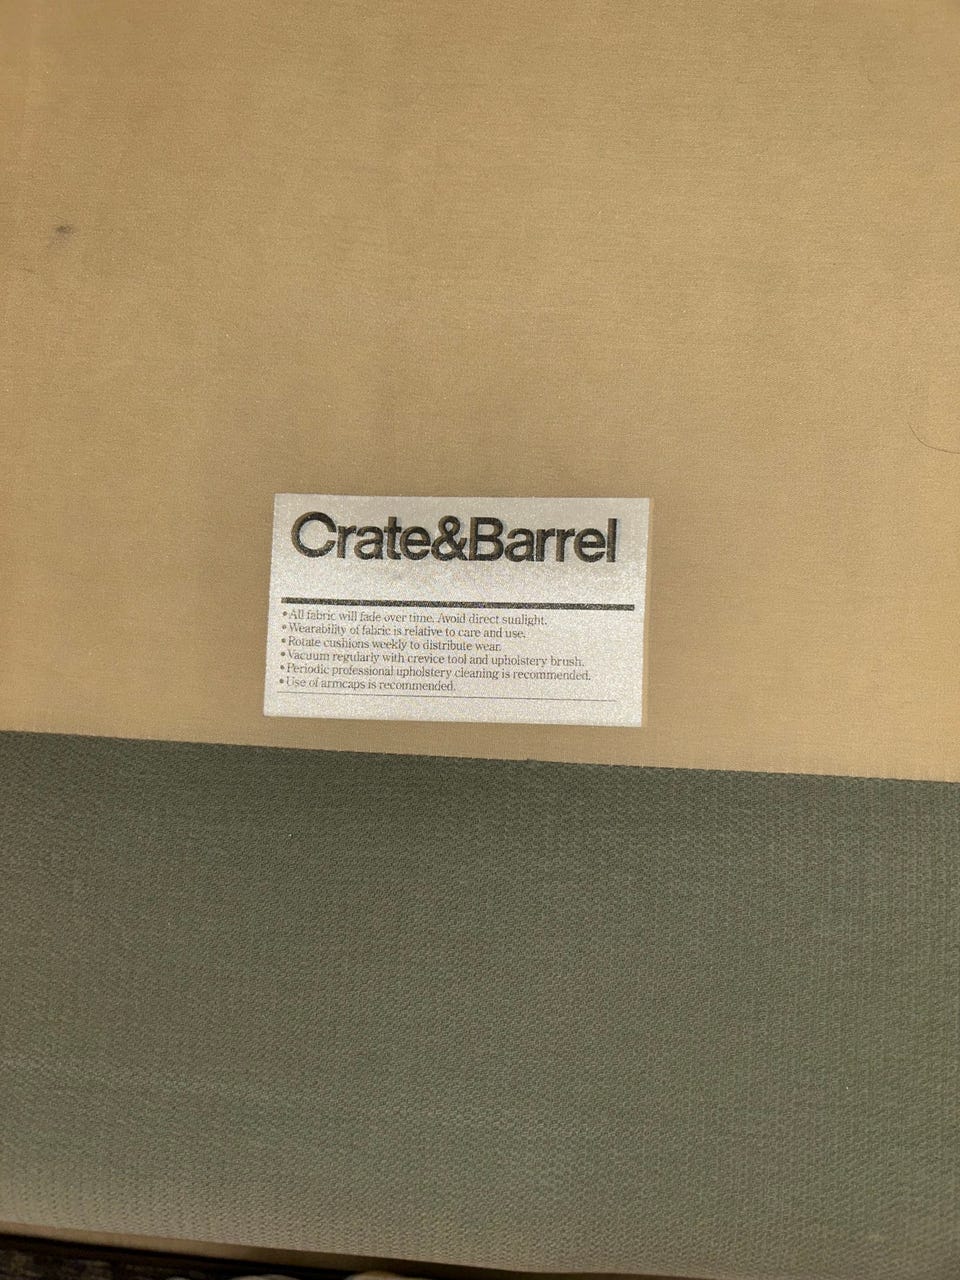 Crate&Barrel
•All fabric will fade over time. Avoid direct sunlight.
•Wearability of fabric is relative to care and use.
•Rotate cushions weekly to distribute wear.
•Vacuum regularly with crevice tool and upholstery brush.
•Periodic professional upholstery cleaning is recommended.
•Use of armcaps is recommended.